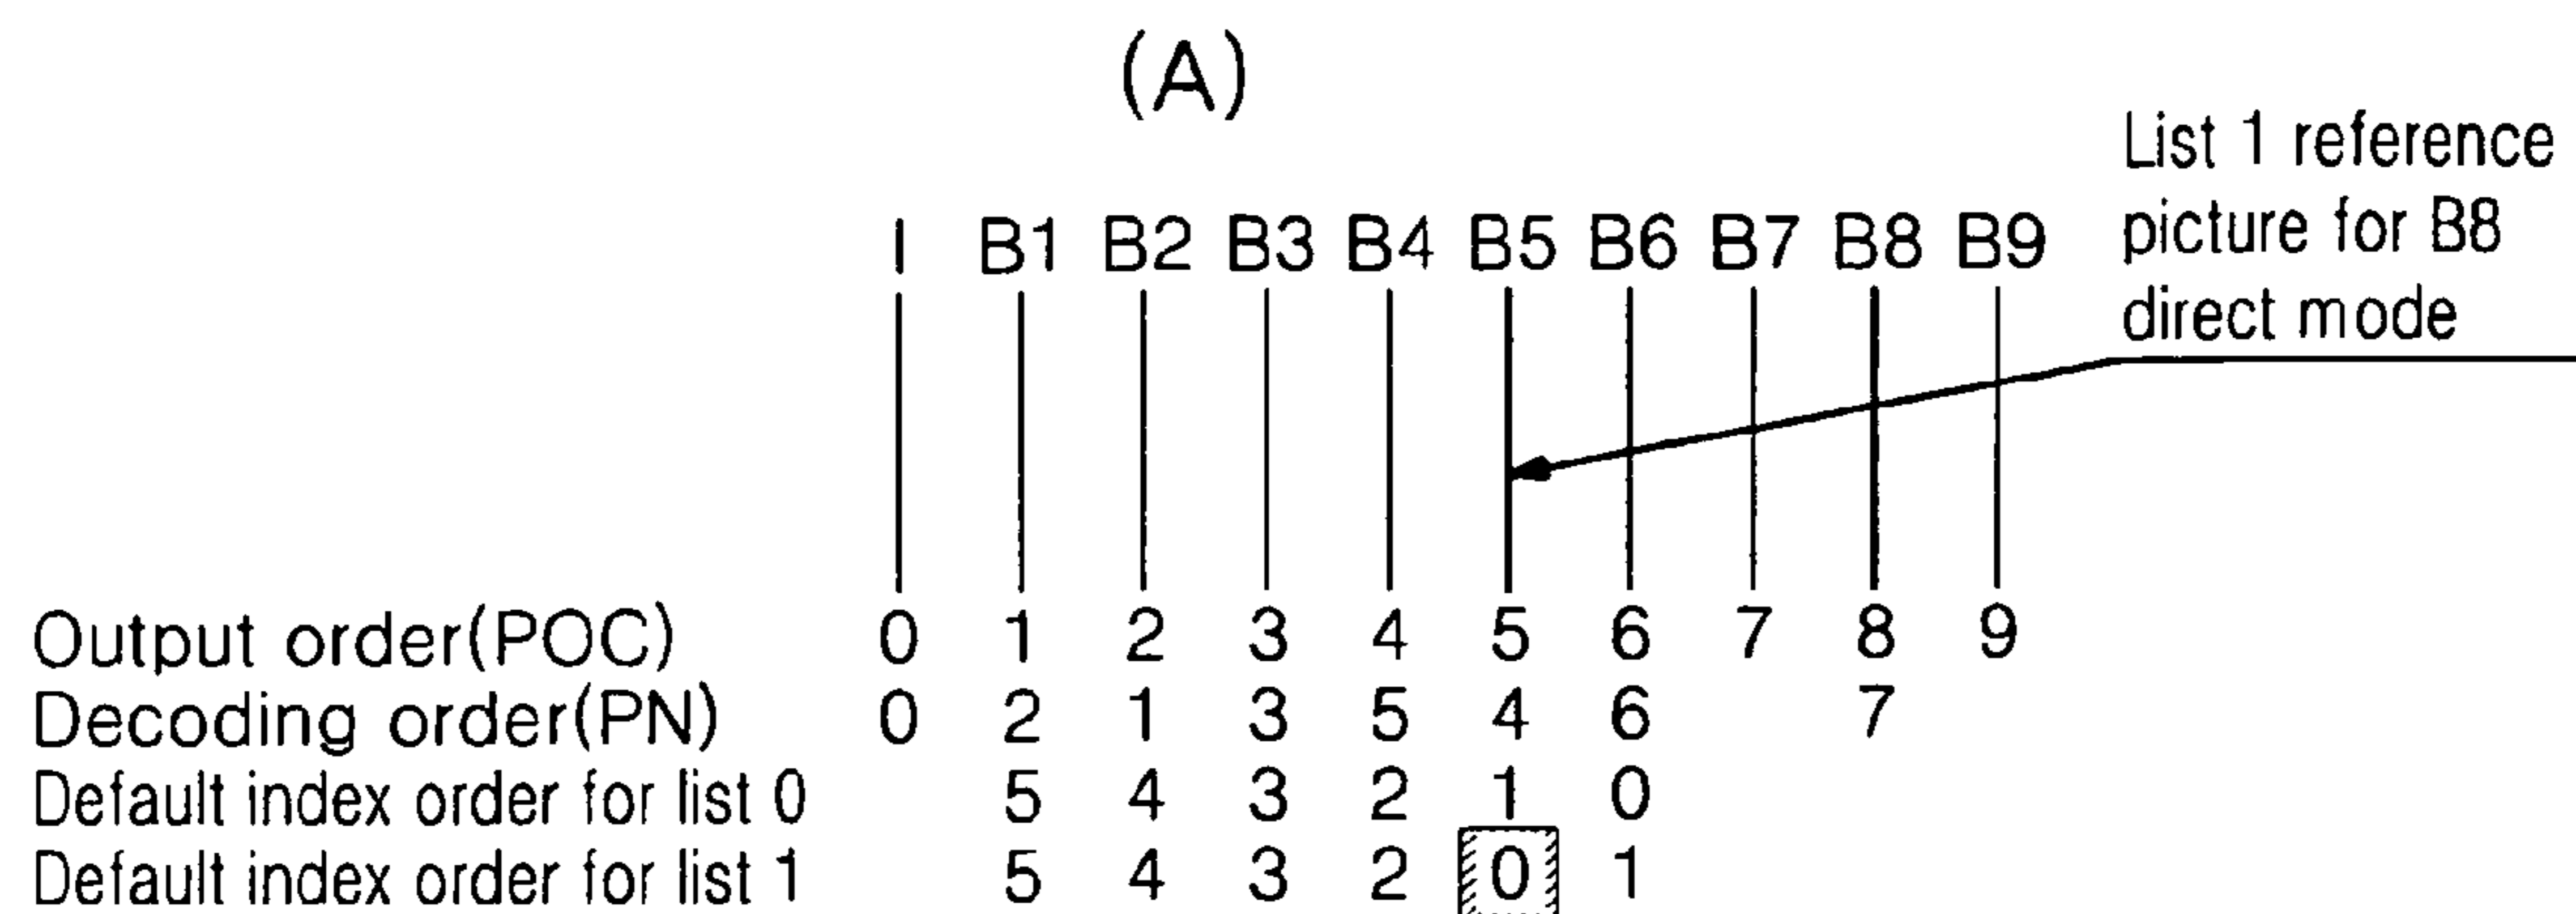 (A)
List 1 reference
picture for B8
direct mode
I B1 B2 B3 B4 B5 B6 B7 B8 B9
Output order(POC) 0 1 2 3 4 5 6 7 8 9
Decoding order(PN) 0 2 1 3 5 4 6 7
Default index order for list 0 5 4 3 2 1 0
Default index order for list 1 5 4 3 2 0 1